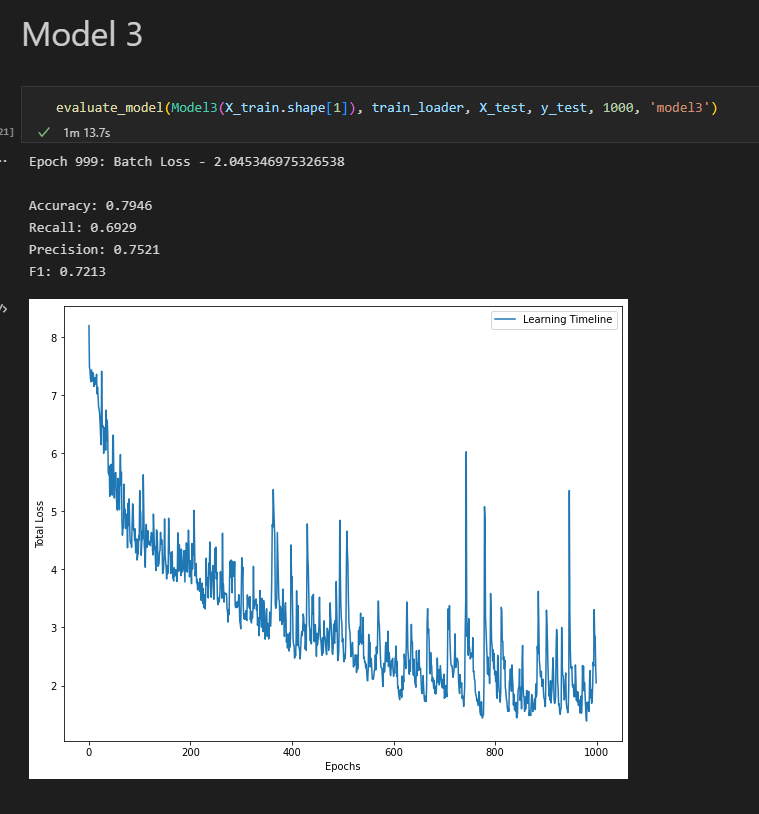 Model 3
evaluate_model(Model3(X_train.shape[1]), train_loader, X_test, y_test, 1000, 'model3')
21]
1m 13.7s
Epoch 999: Batch Loss - 2.045346975326538
Accuracy: 0.7946
Recall: 0.6929
Precision: 0.7521
F1: 0.7213
Learning Timeline
8
7
6
5
4
3
2
Total Loss
0 200 400 600 800 1000
Epochs